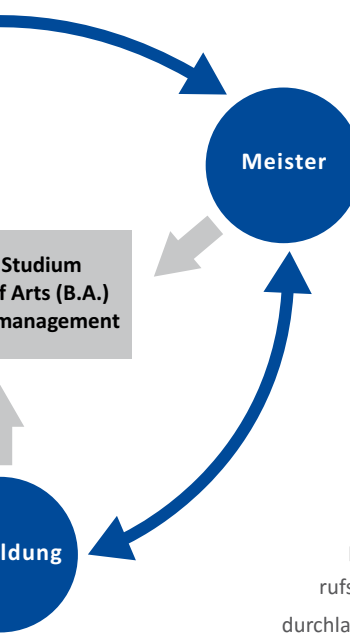 Meister
Studium
f Arts (B.A.)
management
ldung
rufs
durchla